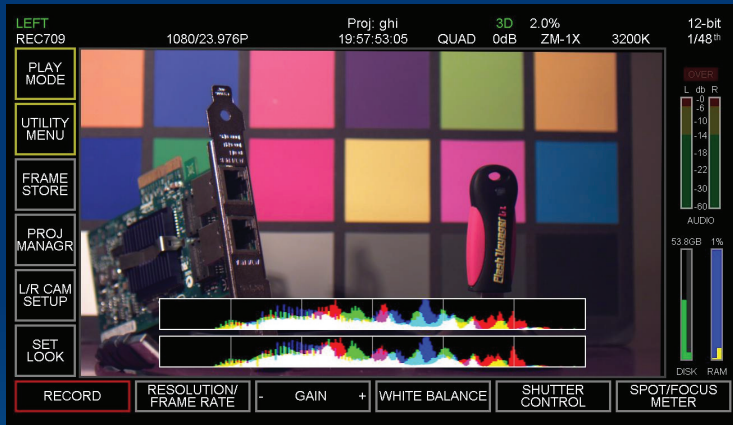 LEFT
Proj: ghi
3D 2.0%
12-bit
REC709
1080/23.976P
19:57:53:05
QUAD
0dB
ZM-1X
3200K
1/48th
PLAY
MODE
UTILITY
MENU
FRAME
STORE
PROJ
MANAGR
L/R CAM
SETUP
SET
LOOK
Flash Voyager
OVER
L db R
-0
-6
-10
-14
-18
-22
-30
-60
AUDIO
53.8GB 1%
DISK RAM
RECORD
RESOLUTION/
FRAME RATE
- GAIN +
WHITE BALANCE
SHUTTER
CONTROL
SPOT/FOCUS
METER